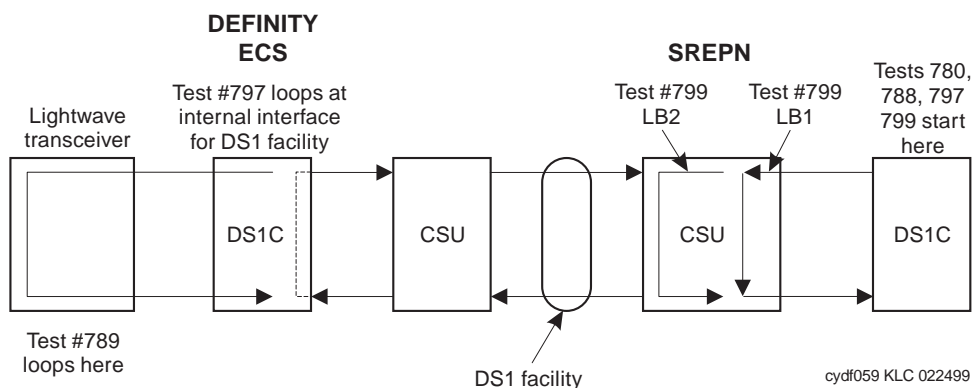 DEFINITY
ECS
SREPN
Lightwave
transceiver
Test #797 loops at
internal interface
for DS1 facility
Test #799
LB2
Test #799
LB1
Tests 780,
788, 797
799 start
here
DS1C
CSU
CSU
DS1C
Test #789
loops here
DS1 facility
cydf059 KLC 022499